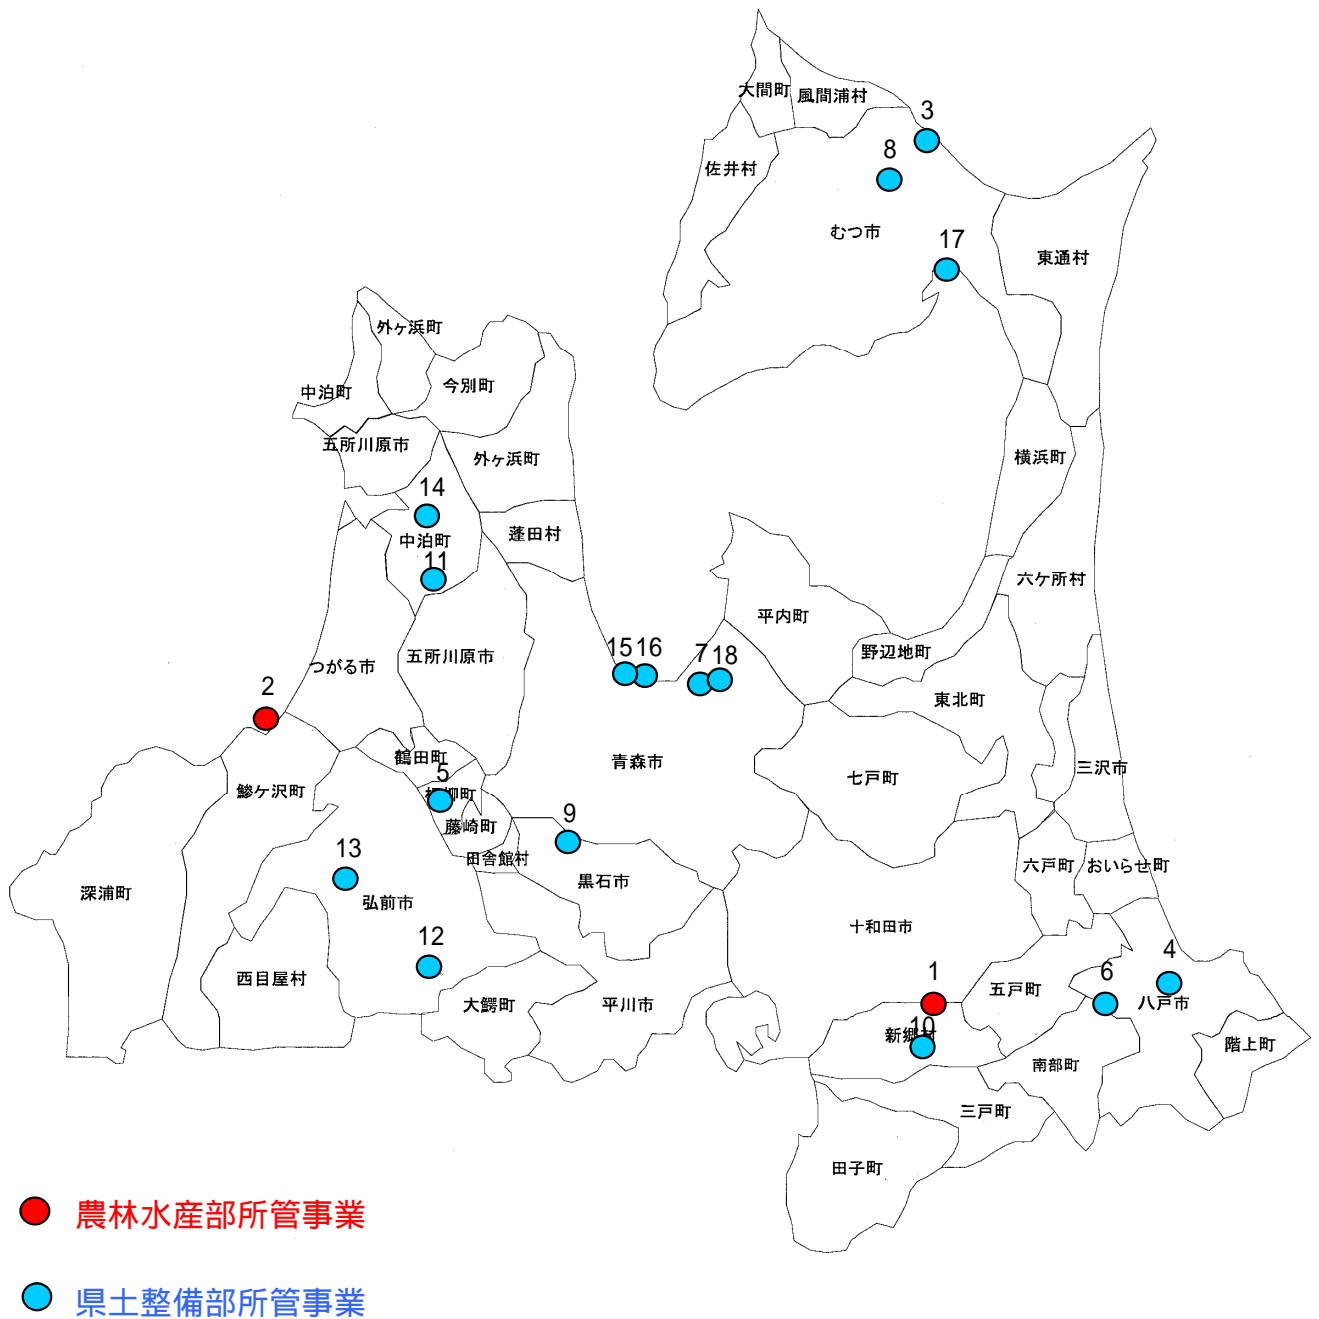 大間町
風間浦村
3
佐井村
8
むつ市
17
東通村
外ヶ浜町
中泊町
今別町
五所川原市
外ヶ浜町
横浜町
14
中泊町
蓬田村
11
六ケ所村
平内町
15
16
7
18
野辺地町
つがる市
五所川原市
2
東北町
鶴田町
青森市
三沢市
七戸町
鰺ヶ沢町
5
板柳町
藤崎町
9
田舎館村
黒石市
六戸町
おいらせ町
13
深浦町
弘前市
十和田市
12
4
西目屋村
大鰐町
平川市
1
五戸町
6
八戸市
10
新郷村
階上町
南部町
三戸町
田子町
農林水産部所管事業
県土整備部所管事業